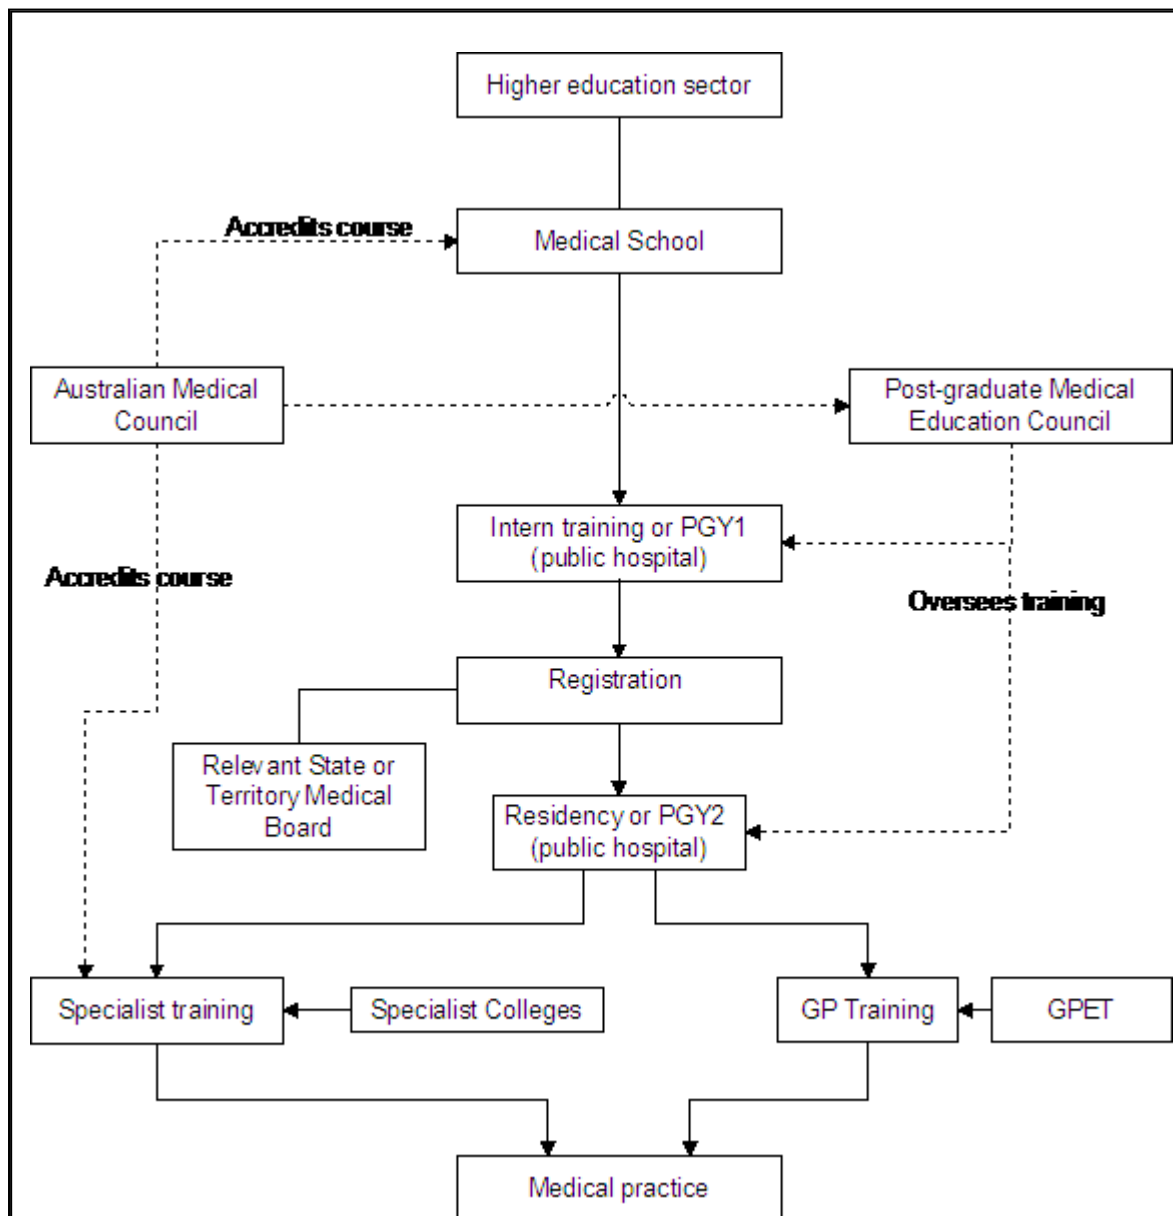 Higher education sector
Accredits course
Medical School
Australian Medical
Council
Post-graduate Medical
Education Council
Intern training or PGY1
(public hospital)
Accredits course
Oversees training
Registration
Relevant State or
Territory Medical
Board
Residency or PGY2
(public hospital)
Specialist training
Specialist Colleges
GP Training
GPET
Medical practice